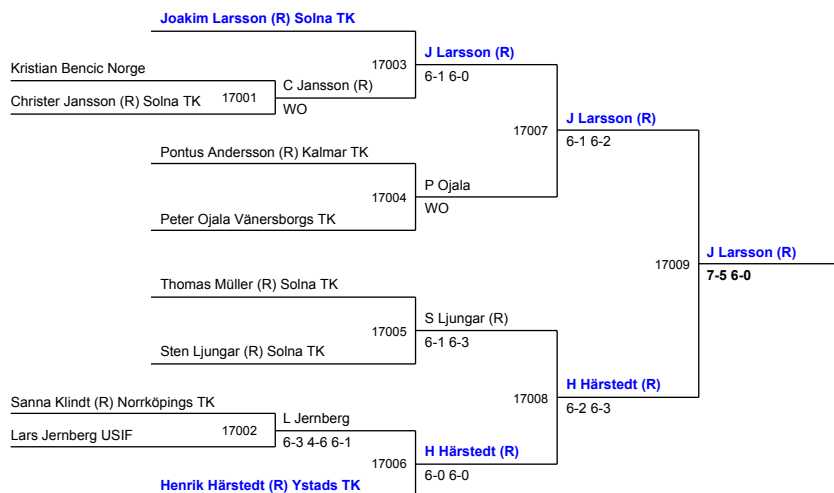 Joakim Larsson (R) Solna TK
J Larsson (R)
17003
Kristian Bencic Norge
6-1 6-0
C Jansson (R)
17001
Christer Jansson (R) Solna TK
WO
J Larsson (R)
17007
6-1 6-2
Pontus Andersson (R) Kalmar TK
P Ojala
17004
WO
Peter Ojala Vänersborgs TK
J Larsson (R)
17009
7-5 6-0
Thomas Müller (R) Solna TK
S Ljungar (R)
17005
6-1 6-3
Sten Ljungar (R) Solna TK
H Härstedt (R)
17008
6-2 6-3
Sanna Klindt (R) Norrköpings TK
L Jernberg
17002
Lars Jernberg USIF
6-3 4-6 6-1
H Härstedt (R)
17006
6-0 6-0
Henrik Härstedt (R) Ystads TK